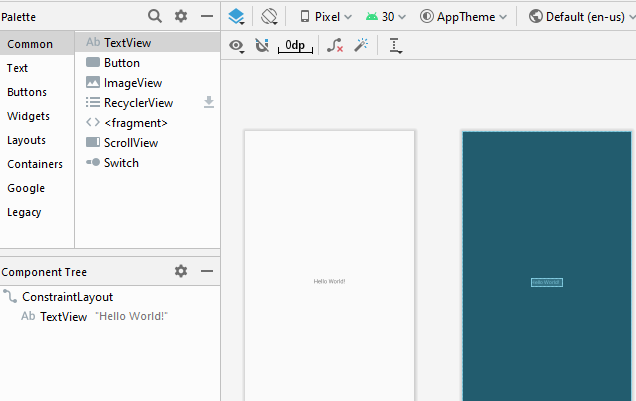 Palette
Pixel
30
AppTheme
Default (en-us)
Common
Text
Buttons
Widgets
Layouts
Containers
Google
Legacy
Ab TextView
Button
ImageView
RecyclerView
<fragment>
ScrollView
Switch
0dp
Hello World!
Hello World!
Component Tree
ConstraintLayout
Ab TextView "Hello World!"